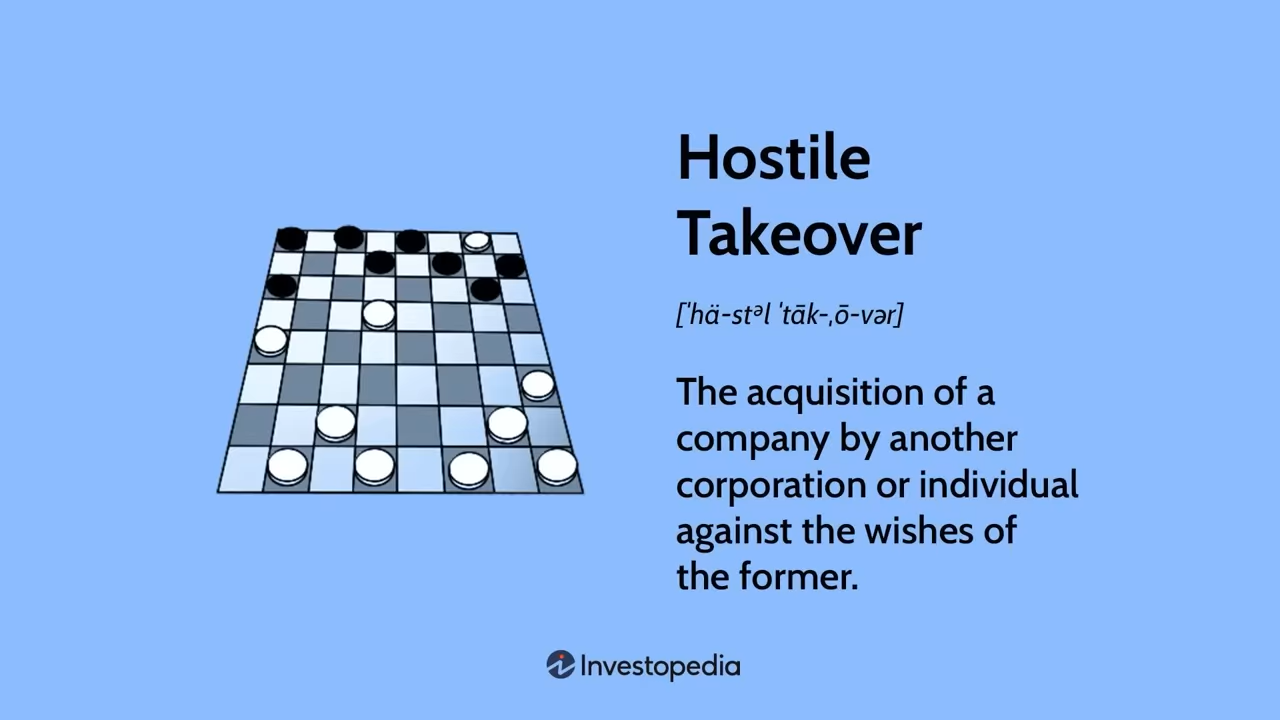 Hostile
Takeover
[ˈhä-stᵊl ˈtāk-ˌō-vər]
The acquisition of a
company by another
corporation or individual
against the wishes of
the former.
Investopedia